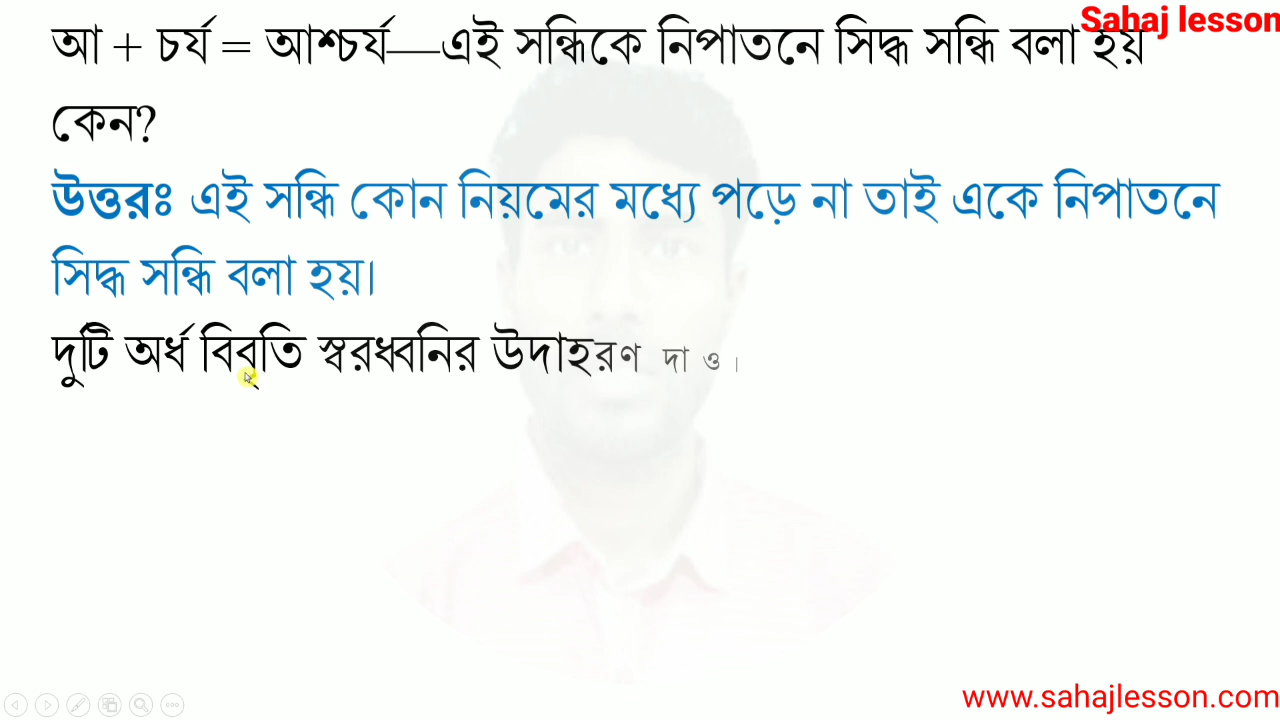 Sahaj lesson
আ + চর্য = আশ্চর্য—এই সন্ধিকে নিপাতনে সিদ্ধ সন্ধি বলা হয়
কেন?
উত্তরঃ এই সন্ধি কোন নিয়মের মধ্যে পড়ে না তাই একে নিপাতনে
সিদ্ধ সন্ধি বলা হয়।
দুটি অর্ধ বিবৃতি স্বরধ্বনির উদাহরণ দাও।
www.sahajlesson.com